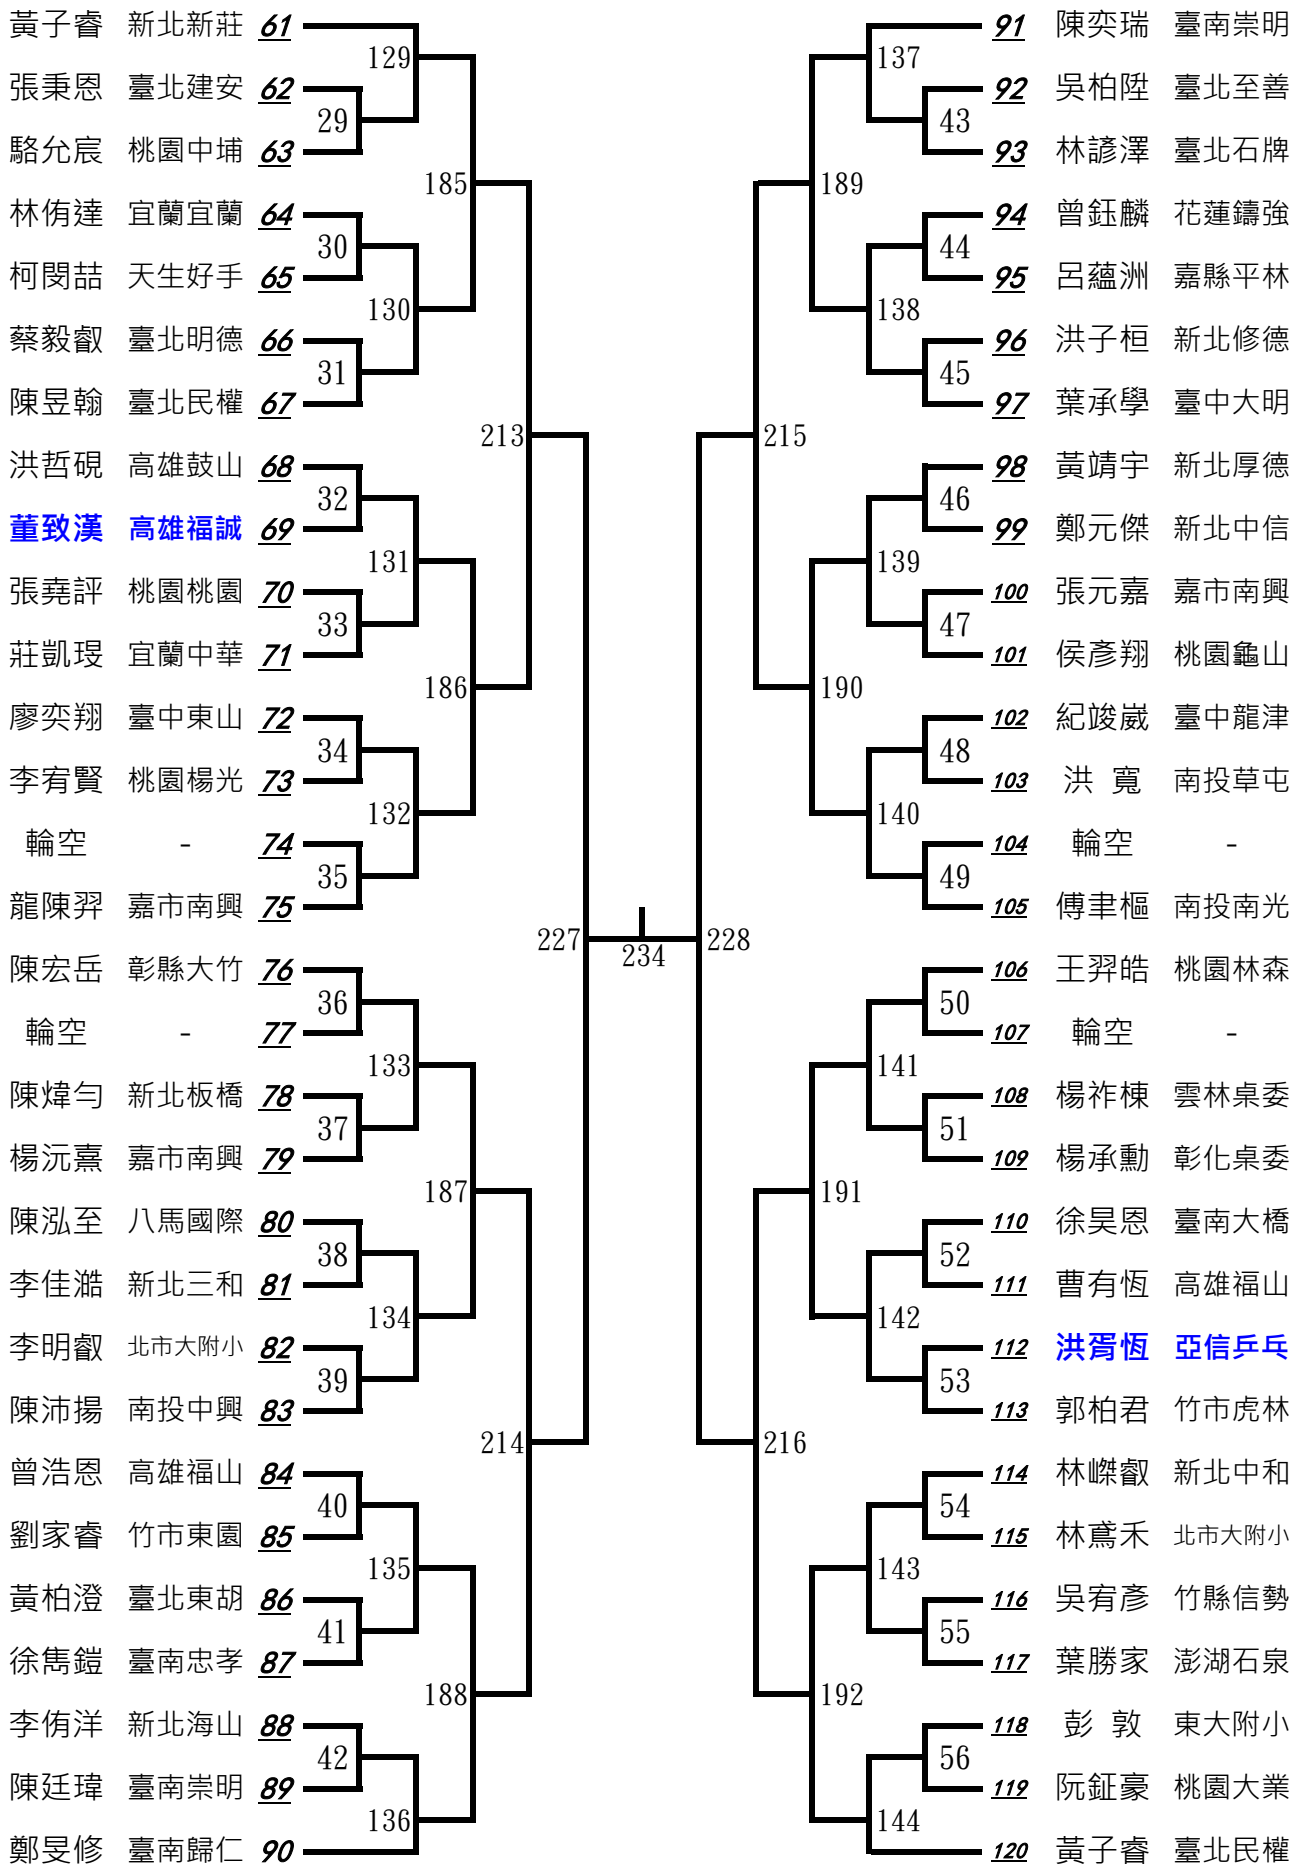 黃子睿 新北新莊 61
129
張秉恩 臺北建安 62
29
駱允宸 桃園中埔 63
185
林侑達 宜蘭宜蘭 64
30
柯閔喆 天生好手 65
130
蔡毅叡 臺北明德 66
31
陳昱翰 臺北民權 67
213
洪哲硯 高雄鼓山 68
32
董致漢 高雄福誠 69
131
張堯評 桃園桃園 70
33
莊凱琝 宜蘭中華 71
186
廖奕翔 臺中東山 72
34
李宥賢 桃園楊光 73
132
輪空 - 74
35
龍陳羿 嘉市南興 75
227
陳宏岳 彰縣大竹 76
36
輪空 - 77
133
陳煒勻 新北板橋 78
37
楊沅熹 嘉市南興 79
187
陳泓至 八馬國際 80
38
李佳澔 新北三和 81
134
李明叡 北市大附小 82
39
陳沛揚 南投中興 83
214
曾浩恩 高雄福山 84
40
劉家睿 竹市東園 85
135
黃柏澄 臺北東胡 86
41
徐雋鎧 臺南忠孝 87
188
李侑洋 新北海山 88
42
陳廷瑋 臺南崇明 89
136
鄭旻修 臺南歸仁 90
234
91 陳奕瑞 臺南崇明
137
92 吳柏陞 臺北至善
43
93 林諺澤 臺北石牌
189
94 曾鈺麟 花蓮鑄強
44
95 呂蘊洲 嘉縣平林
138
96 洪子桓 新北修德
45
97 葉承學 臺中大明
215
98 黃靖宇 新北厚德
46
99 鄭元傑 新北中信
139
100 張元嘉 嘉市南興
47
101 侯彥翔 桃園龜山
190
102 紀竣崴 臺中龍津
48
103 洪 寬 南投草屯
140
104 輪空 -
49
105 傅聿樞 南投南光
228
106 王羿皓 桃園林森
50
107 輪空 -
141
108 楊祚棟 雲林桌委
51
109 楊承勳 彰化桌委
191
110 徐昊恩 臺南大橋
52
111 曹有恆 高雄福山
142
112 洪胥恆 亞信乒乓
53
113 郭柏君 竹市虎林
216
114 林嶸叡 新北中和
54
115 林鳶禾 北市大附小
143
116 吳宥彥 竹縣信勢
55
117 葉勝家 澎湖石泉
192
118 彭 敦 東大附小
56
119 阮鉦豪 桃園大業
144
120 黃子睿 臺北民權